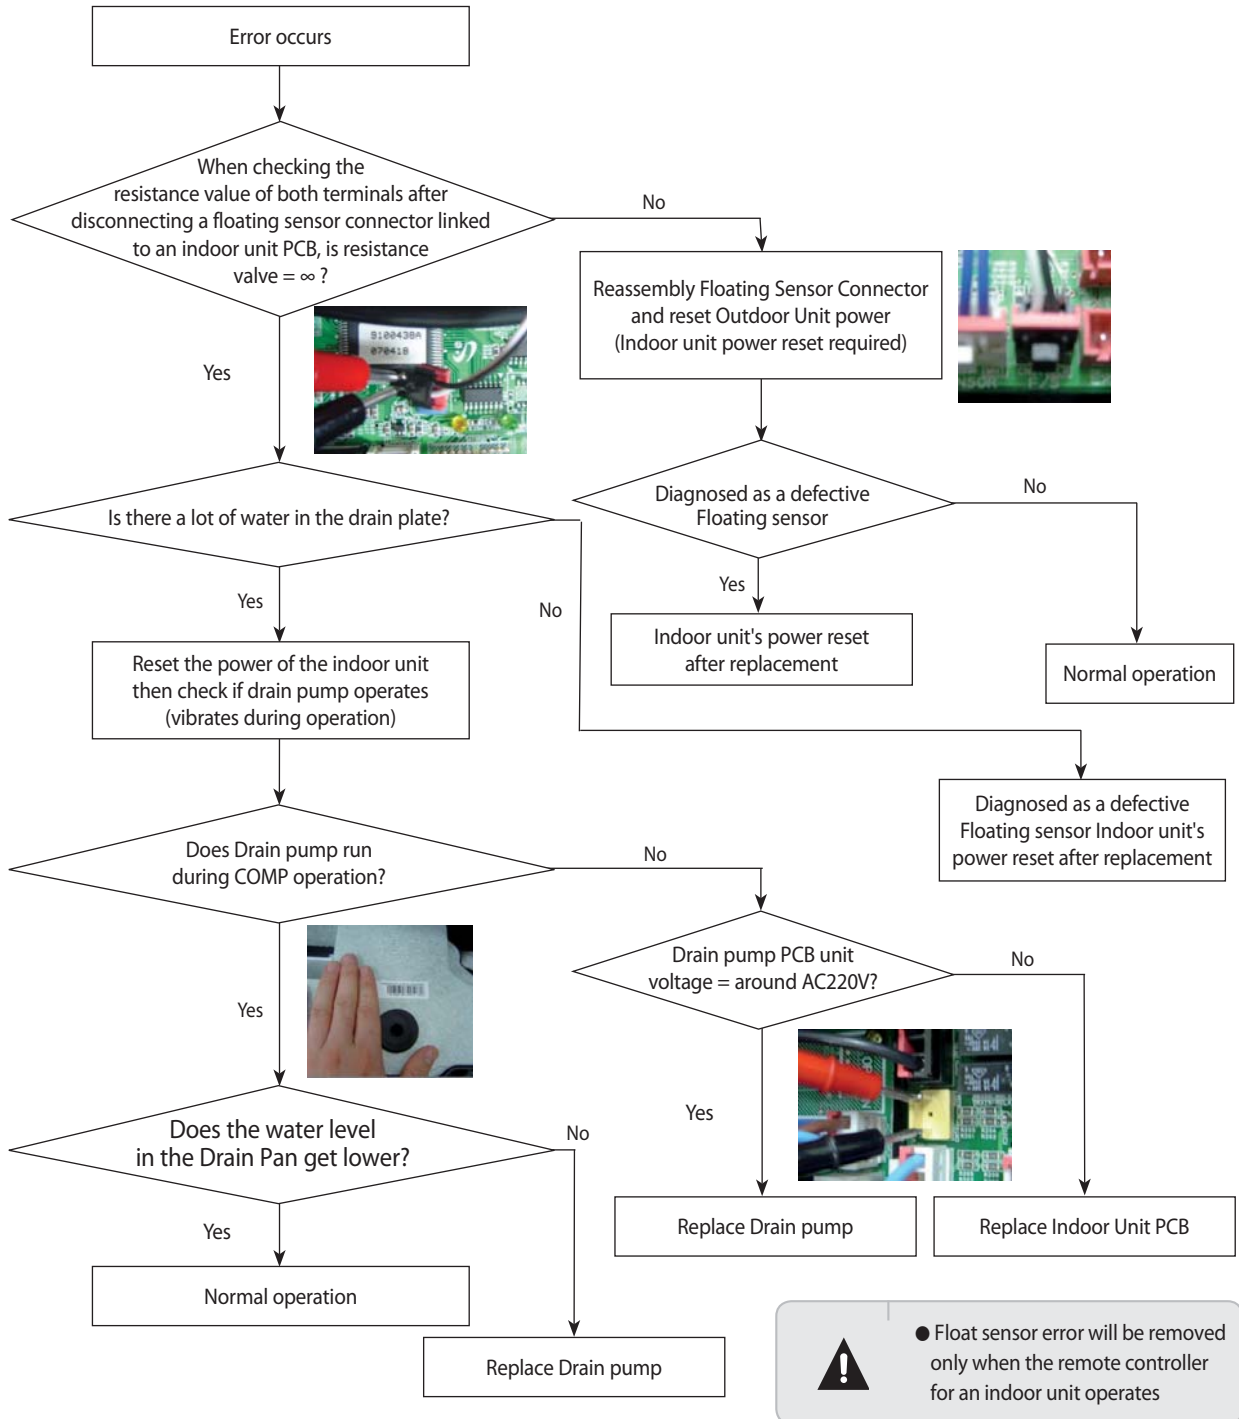 Error occurs
When checking the
resistance value of both terminals after
disconnecting a floating sensor connector linked
to an indoor unit PCB, is resistance
valve = ∞ ?
No
Reassembly Floating Sensor Connector
and reset Outdoor Unit power
(Indoor unit power reset required)
Yes
B100438A
070418
Is there a lot of water in the drain plate?
Diagnosed as a defective
Floating sensor
No
Yes
Yes
No
Indoor unit's power reset
after replacement
Normal operation
Reset the power of the indoor unit
then check if drain pump operates
(vibrates during operation)
Diagnosed as a defective
Floating sensor Indoor unit's
power reset after replacement
Does Drain pump run
during COMP operation?
No
Drain pump PCB unit
voltage = around AC220V?
No
Yes
Yes
Does the water level
in the Drain Pan get lower?
No
Yes
Replace Drain pump
Replace Indoor Unit PCB
Normal operation
Replace Drain pump
● Float sensor error will be removed
only when the remote controller
for an indoor unit operates